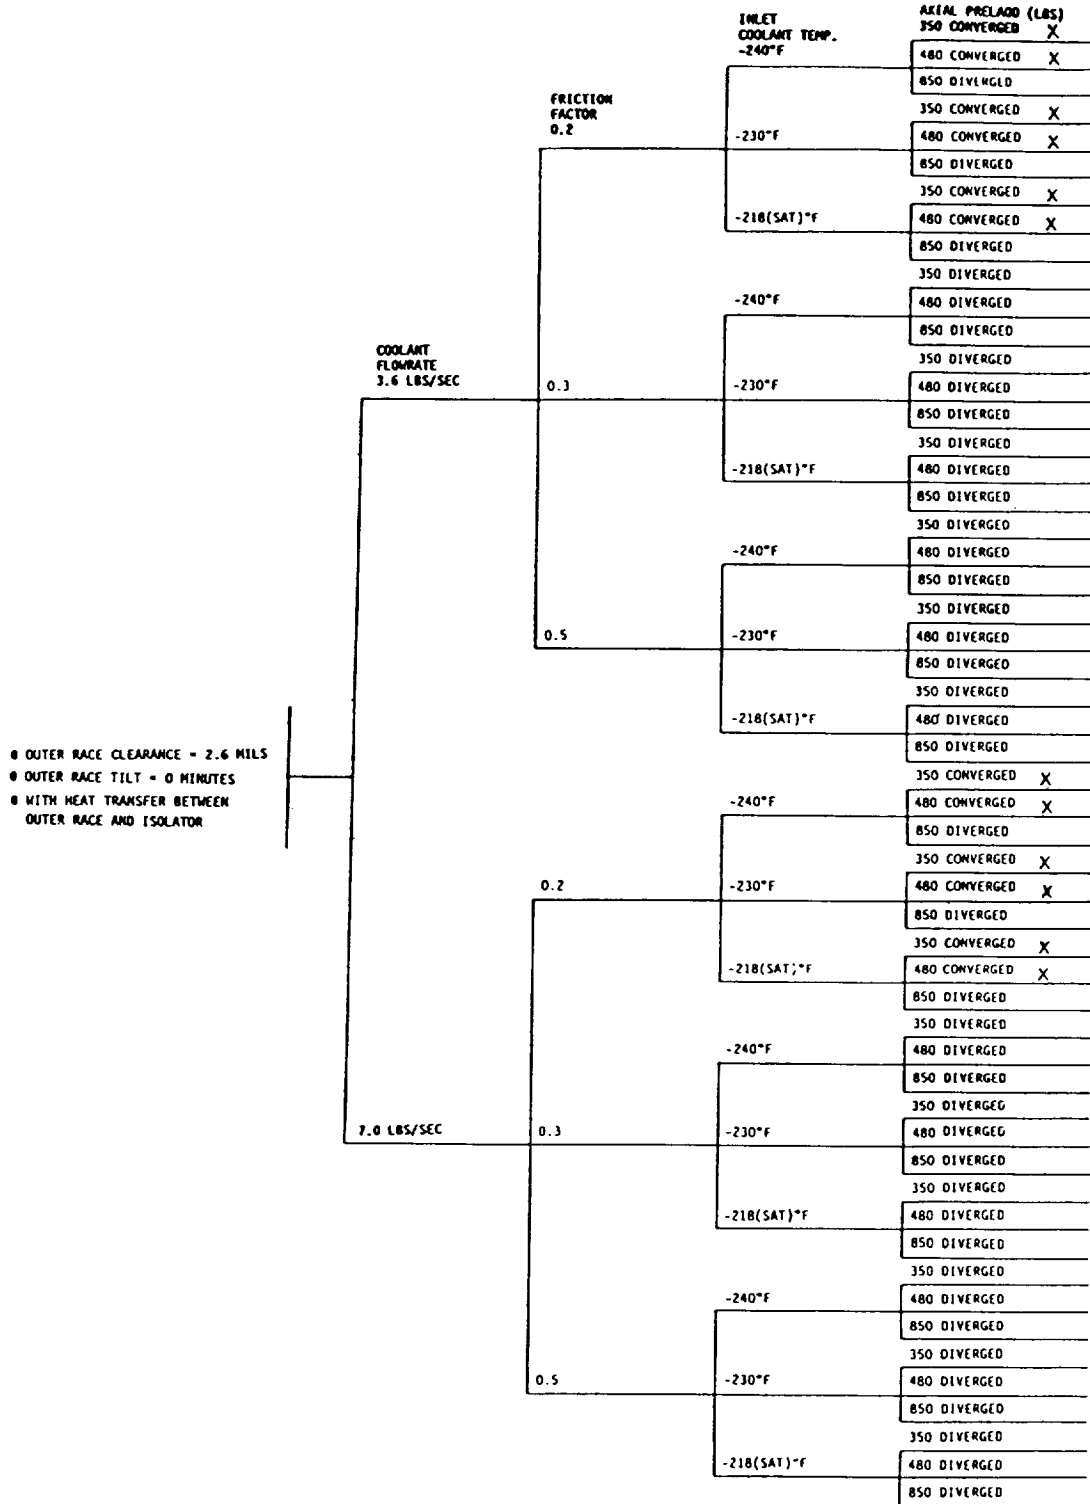 INLET
COOLANT TEMP.
-240°F
AXIAL PRELAOD (LBS)
350 CONVERGED X
480 CONVERGED X
850 DIVERGED
FRICTION
FACTOR
0.2
-230°F
350 CONVERGED X
480 CONVERGED X
850 DIVERGED
-218(SAT)°F
350 CONVERGED X
480 CONVERGED X
850 DIVERGED
COOLANT
FLOWRATE
3.6 LBS/SEC
0.3
-240°F
350 DIVERGED
480 DIVERGED
850 DIVERGED
-230°F
350 DIVERGED
480 DIVERGED
850 DIVERGED
-218(SAT)°F
350 DIVERGED
480 DIVERGED
850 DIVERGED
0.5
-240°F
350 DIVERGED
480 DIVERGED
850 DIVERGED
-230°F
350 DIVERGED
480 DIVERGED
850 DIVERGED
-218(SAT)°F
350 DIVERGED
480 DIVERGED
850 DIVERGED
OUTER RACE CLEARANCE = 2.6 MILS
OUTER RACE TILT = 0 MINUTES
WITH HEAT TRANSFER BETWEEN
OUTER RACE AND ISOLATOR
0.2
-240°F
350 CONVERGED X
480 CONVERGED X
850 DIVERGED
-230°F
350 CONVERGED X
480 CONVERGED X
850 DIVERGED
-218(SAT)°F
350 CONVERGED X
480 CONVERGED X
850 DIVERGED
7.0 LBS/SEC
0.3
-240°F
350 DIVERGED
480 DIVERGED
850 DIVERGED
-230°F
350 DIVERGED
480 DIVERGED
850 DIVERGED
-218(SAT)°F
350 DIVERGED
480 DIVERGED
850 DIVERGED
0.5
-240°F
350 DIVERGED
480 DIVERGED
850 DIVERGED
-230°F
350 DIVERGED
480 DIVERGED
850 DIVERGED
-218(SAT)°F
350 DIVERGED
480 DIVERGED
850 DIVERGED